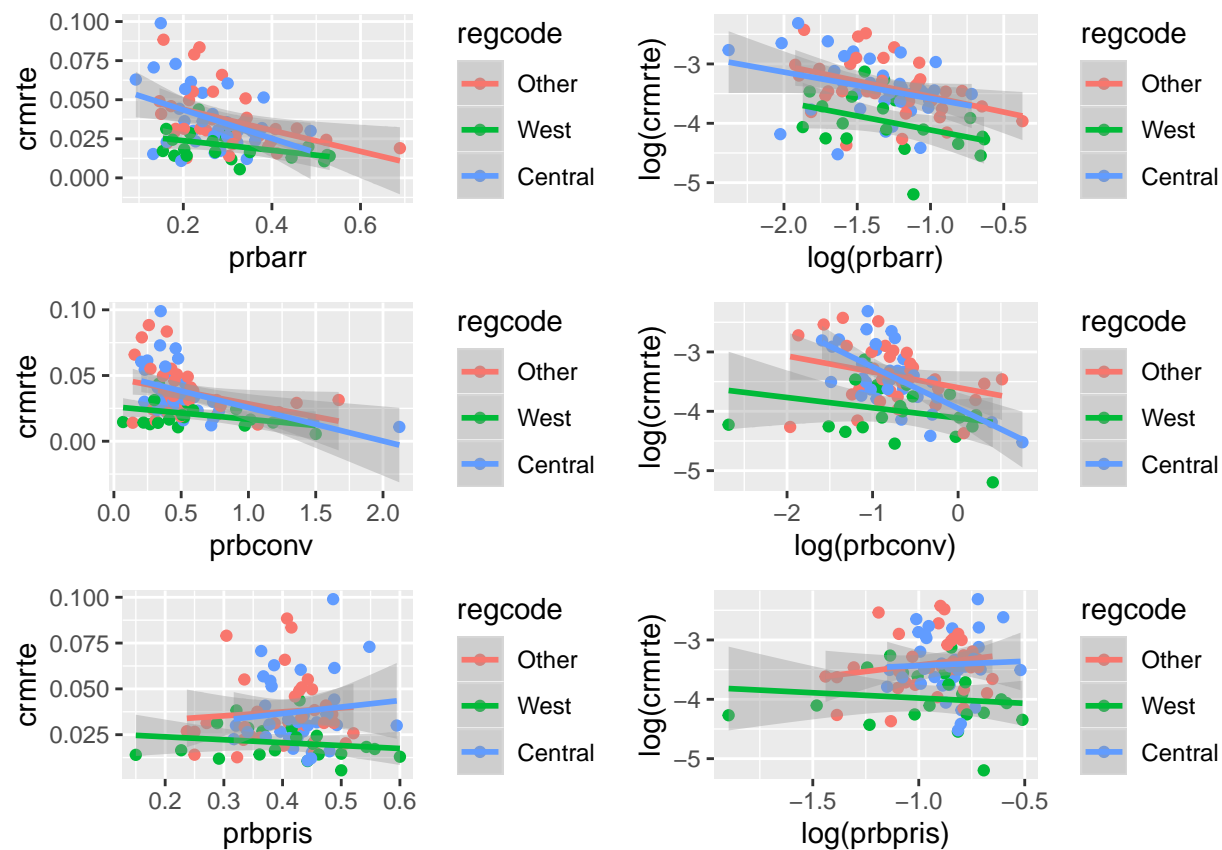 0.100
0.075
0.050
0.025
0.000
crmrte
0.2 0.4 0.6
prbarr
regcode
Other
West
Central
−3
−4
−5
log(crmrte)
−2.0 −1.5 −1.0 −0.5
log(prbarr)
regcode
Other
West
Central
0.10
0.05
0.00
crmrte
0.0 0.5 1.0 1.5 2.0
prbconv
regcode
Other
West
Central
−3
−4
−5
log(crmrte)
−2 −1 0
log(prbconv)
regcode
Other
West
Central
0.100
0.075
0.050
0.025
crmrte
0.2 0.3 0.4 0.5 0.6
prbpris
regcode
Other
West
Central
−3
−4
−5
log(crmrte)
−1.5 −1.0 −0.5
log(prbpris)
regcode
Other
West
Central